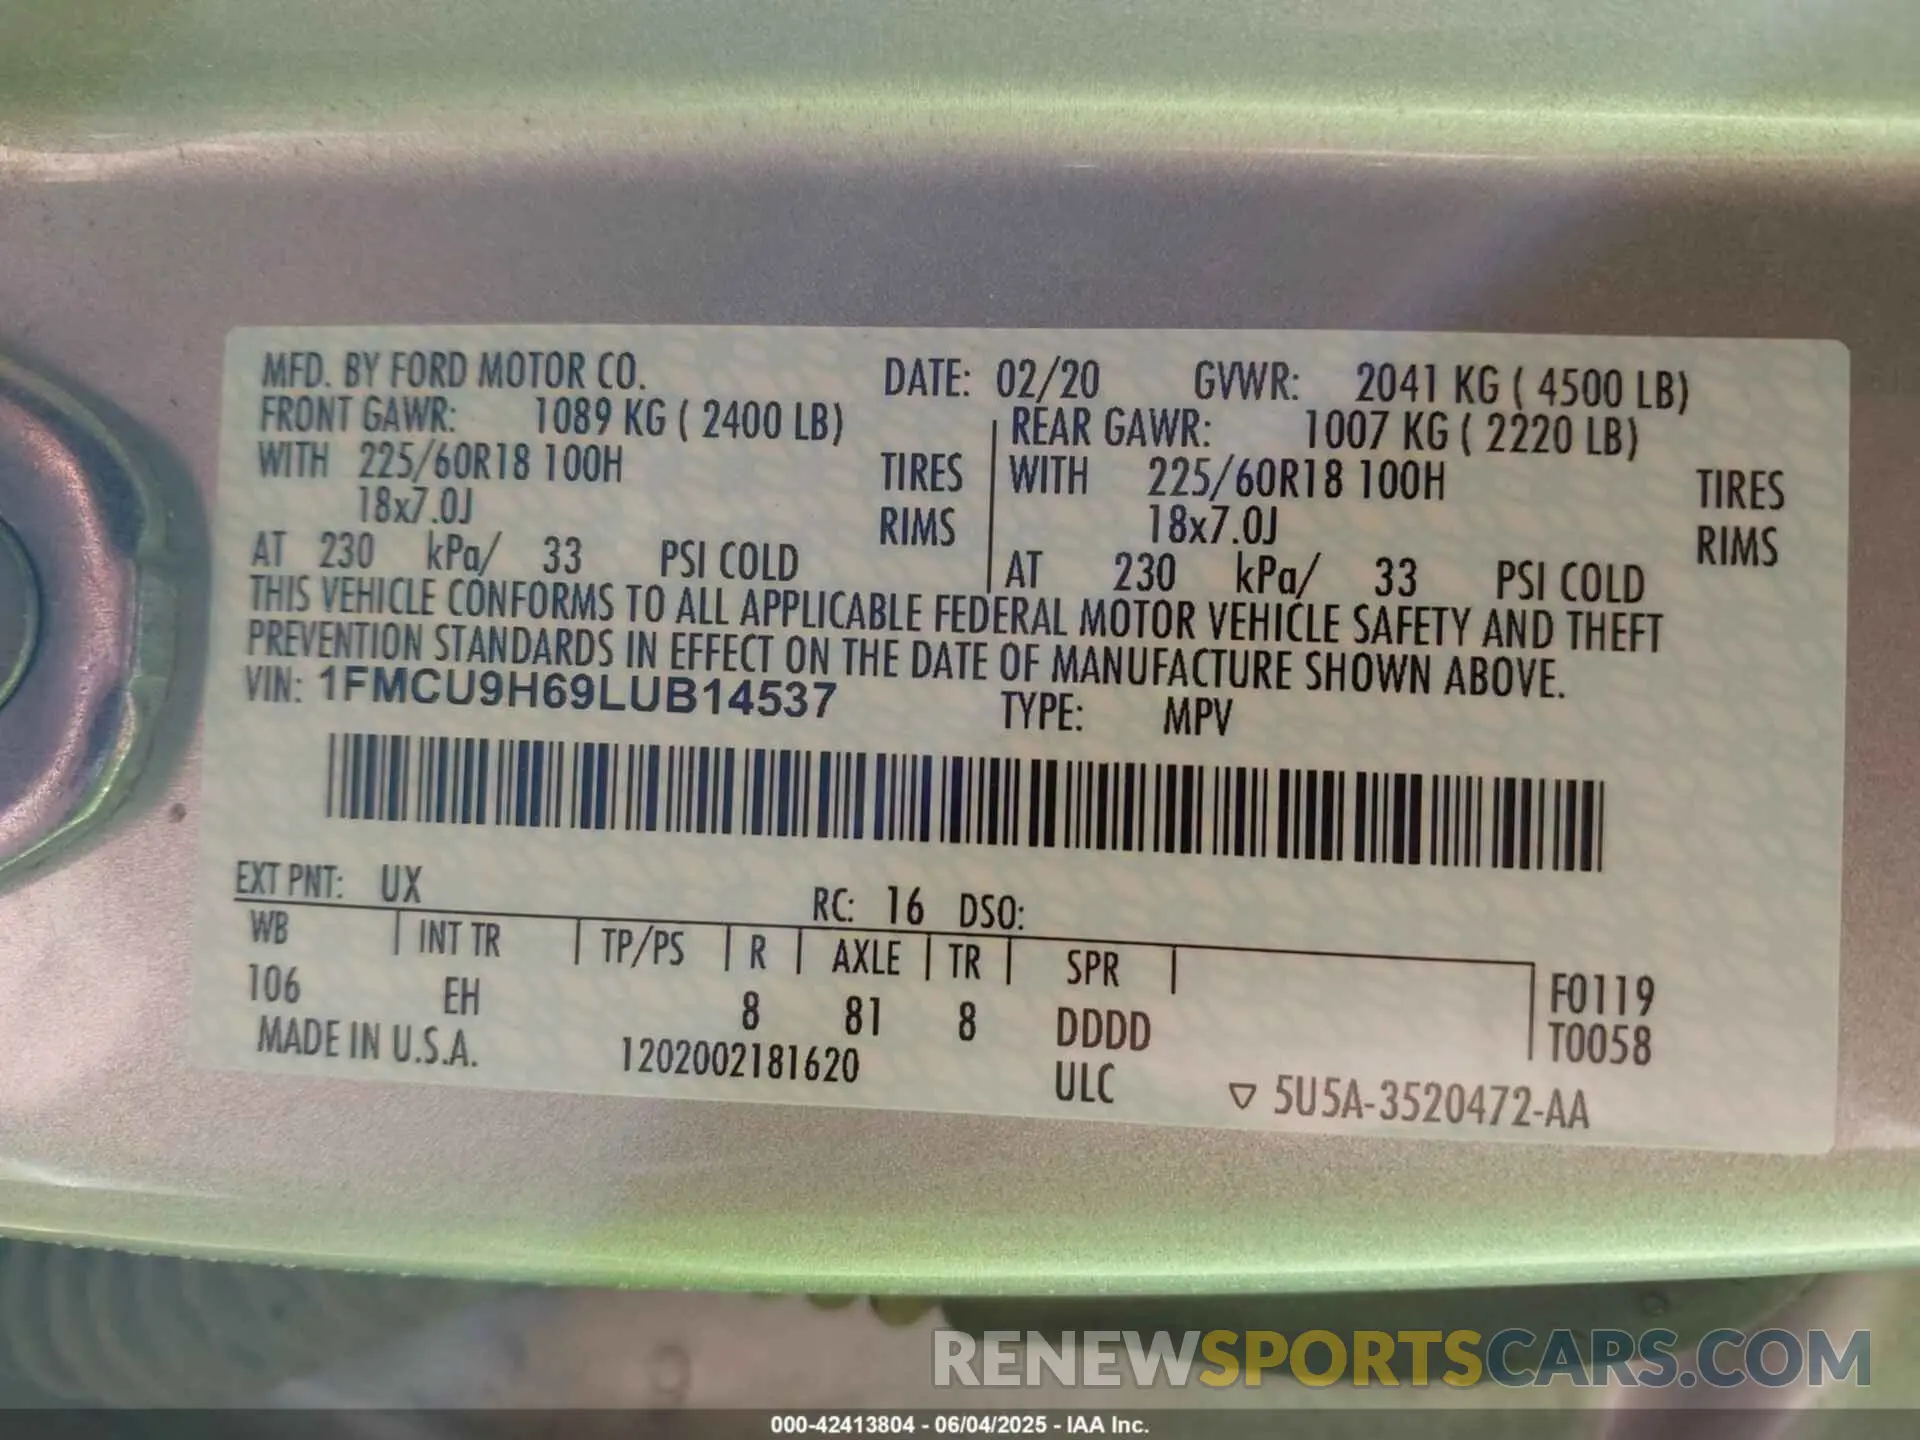 MFD. BY FORD MOTOR CO. DATE: 02/20 GVWR: 2041 KG ( 4500 LB)
FRONT GAWR: 1089 KG ( 2400 LB) REAR GAWR: 1007 KG ( 2220 LB)
WITH 225/60R18 100H TIRES WITH 225/60R18 100H TIRES
18x7.0J RIMS 18x7.0J RIMS
AT 230 kPa/ 33 PSI COLD AT 230 kPa/ 33 PSI COLD
THIS VEHICLE CONFORMS TO ALL APPLICABLE FEDERAL MOTOR VEHICLE SAFETY AND THEFT
PREVENTION STANDARDS IN EFFECT ON THE DATE OF MANUFACTURE SHOWN ABOVE.
VIN: 1FMCU9H69LUB14537 TYPE: MPV
EXT PNT: UX RC: 16 DSO:
WB INT TR TP/PS R AXLE TR SPR F0119
106 EH 8 81 8 DDDD T0058
MADE IN U.S.A. 1202002181620 ULC ▽ 5U5A-3520472-AA
RENEWSPORTSCARS.COM
000-42413804 - 06/04/2025 - IAA Inc.